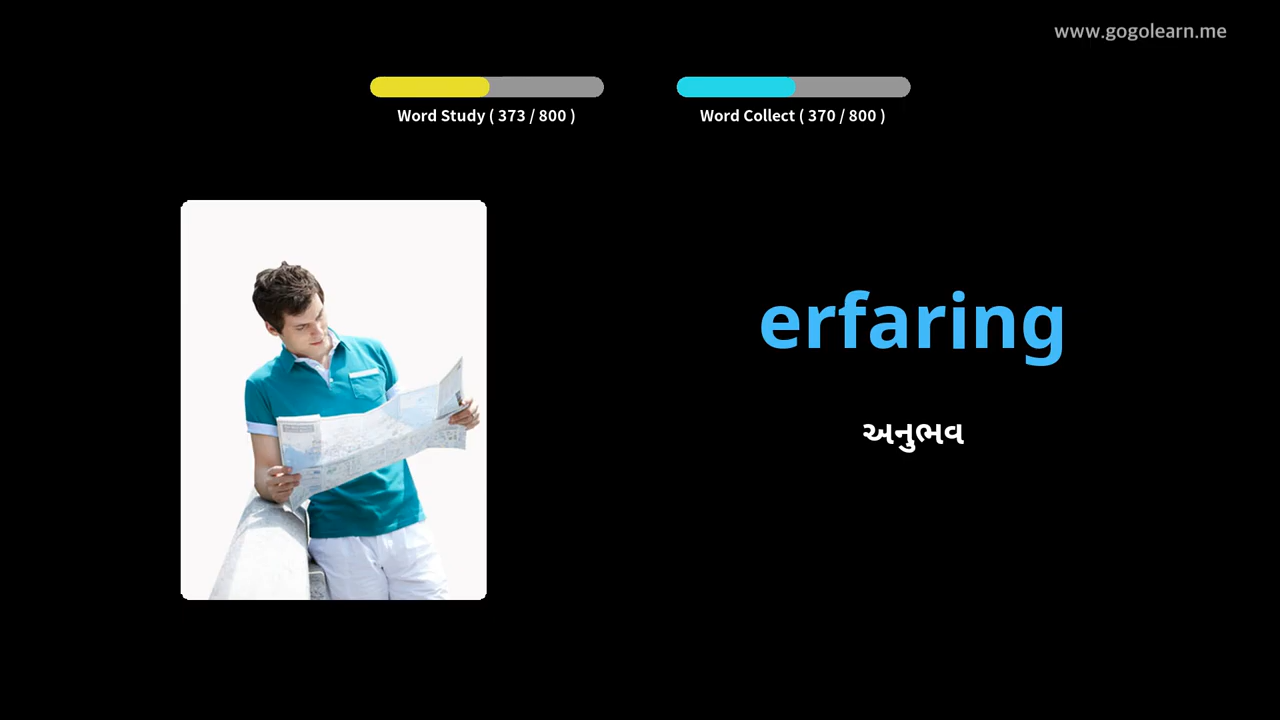 www.gogolearn.me
Word Study ( 373 / 800 )
Word Collect ( 370 / 800 )
erfaring
અનુભવ